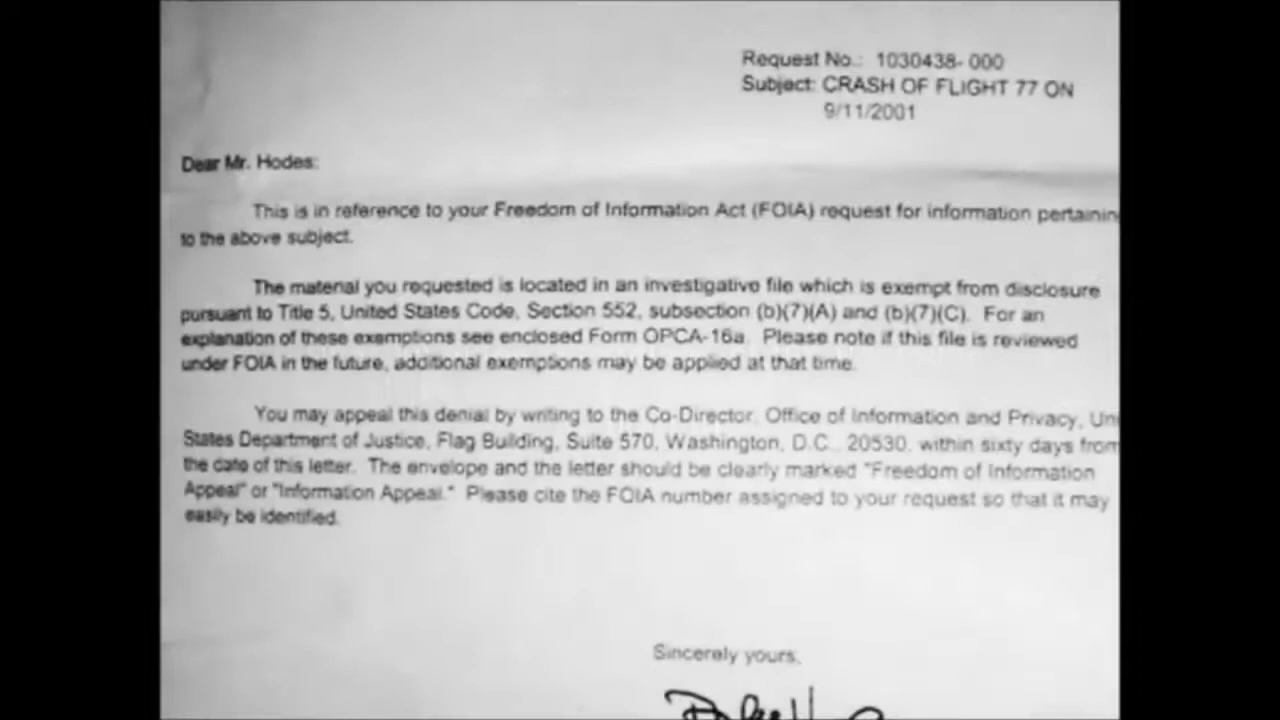 Request No.: 1030438- 000
Subject: CRASH OF FLIGHT 77 ON
9/11/2001
Dear Mr. Hodes:
This is in reference to your Freedom of Information Act (FOIA) request for information pertainin
to the above subject.
The material you requested is located in an investigative file which is exempt from disclosure
pursuant to Title 5, United States Code, Section 552, subsection (b)(7)(A) and (b)(7)(C). For an
explanation of these exemptions see enclosed Form OPCA-16a. Please note if this file is reviewed
under FOIA in the future, additional exemptions may be applied at that time.
You may appeal this denial by writing to the Co-Director, Office of Information and Privacy, Uni
States Department of Justice, Flag Building, Suite 570, Washington, D.C., 20530, within sixty days from
the date of this letter. The envelope and the letter should be clearly marked "Freedom of Information
Appeal" or "Information Appeal." Please cite the FOIA number assigned to your request so that it may
easily be identified.
Sincerely yours,